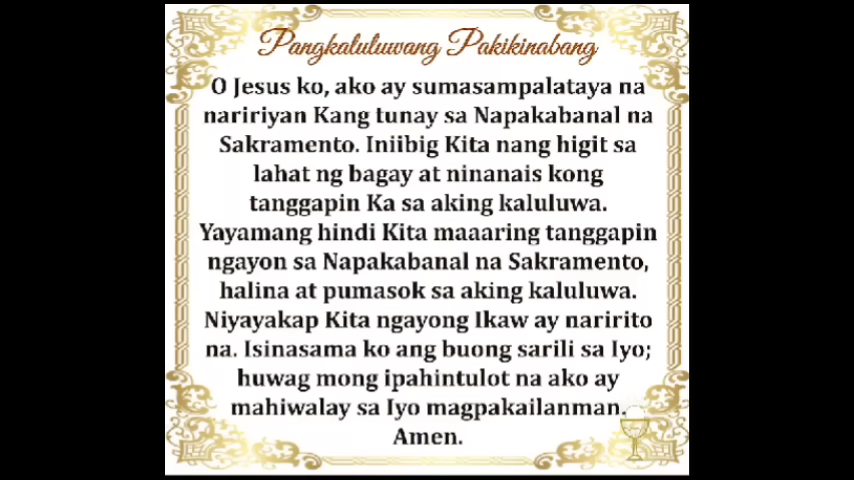 Pangkaluluwang Pakikinabang
O Jesus ko, ako ay sumasampalataya na
naririyan Kang tunay sa Napakabanal na
Sakramento. Iniibig Kita nang higit sa
lahat ng bagay at ninanais kong
tanggapin Ka sa aking kaluluwa.
Yayamang hindi Kita maaaring tanggapin
ngayon sa Napakabanal na Sakramento,
halina at pumasok sa aking kaluluwa.
Niyayakap Kita ngayong Ikaw ay naririto
na. Isinasama ko ang buong sarili sa Iyo;
huwag mong ipahintulot na ako ay
mahiwalay sa Iyo magpakailanman.
Amen.